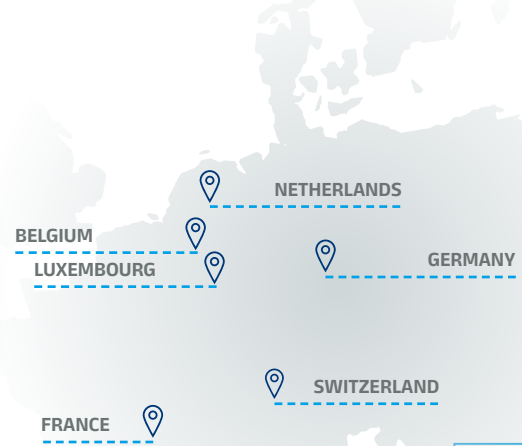 NETHERLANDS
BELGIUM
GERMANY
LUXEMBOURG
SWITZERLAND
FRANCE